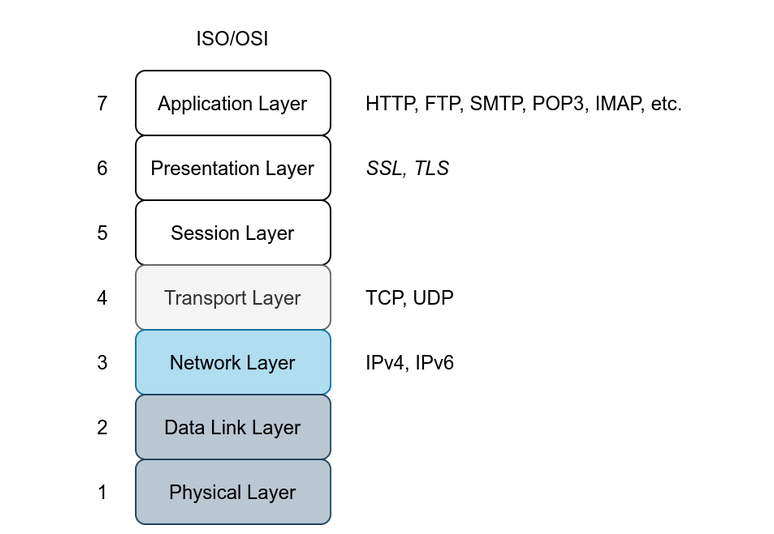 ISO/OSI
7 Application Layer HTTP, FTP, SMTP, POP3, IMAP, etc.
6 Presentation Layer SSL, TLS
5 Session Layer
4 Transport Layer TCP, UDP
3 Network Layer IPv4, IPv6
2 Data Link Layer
1 Physical Layer